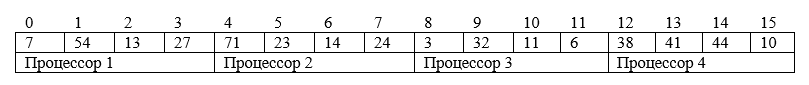 0 1 2 3 4 5 6 7 8 9 10 11 12 13 14 15
7 54 13 27 71 23 14 24 3 32 11 6 38 41 44 10
Процессор 1 Процессор 2 Процессор 3 Процессор 4